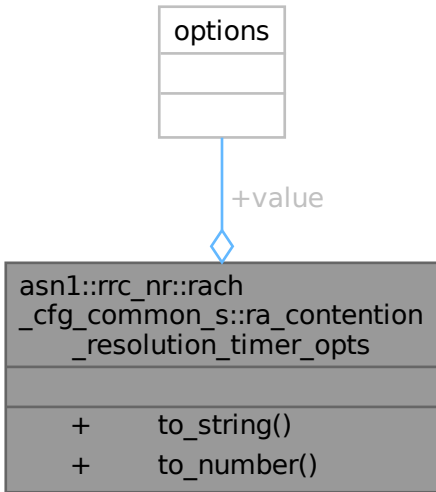 options
+value
asn1::rrc_nr::rach
_cfg_common_s::ra_contention
_resolution_timer_opts
+ to_string()
+ to_number()